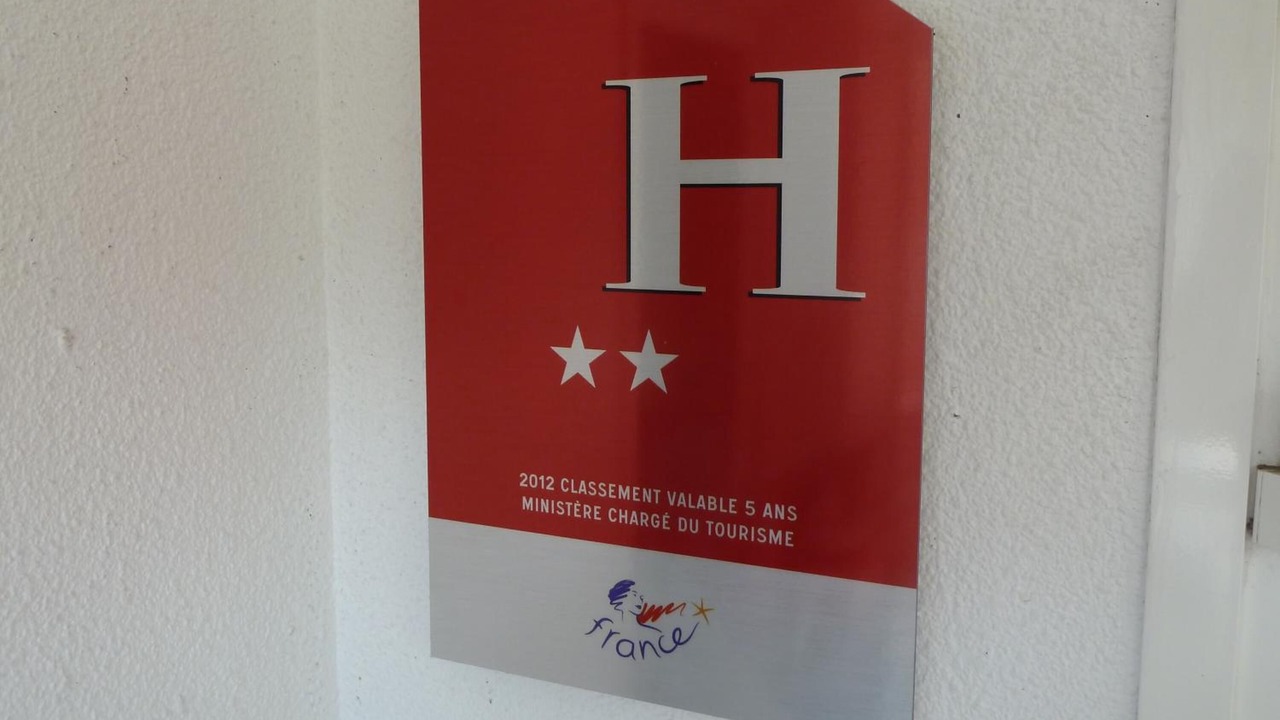 H
2012 CLASSEMENT VALABLE 5 ANS
MINISTÈRE CHARGÉ DU TOURISME
france